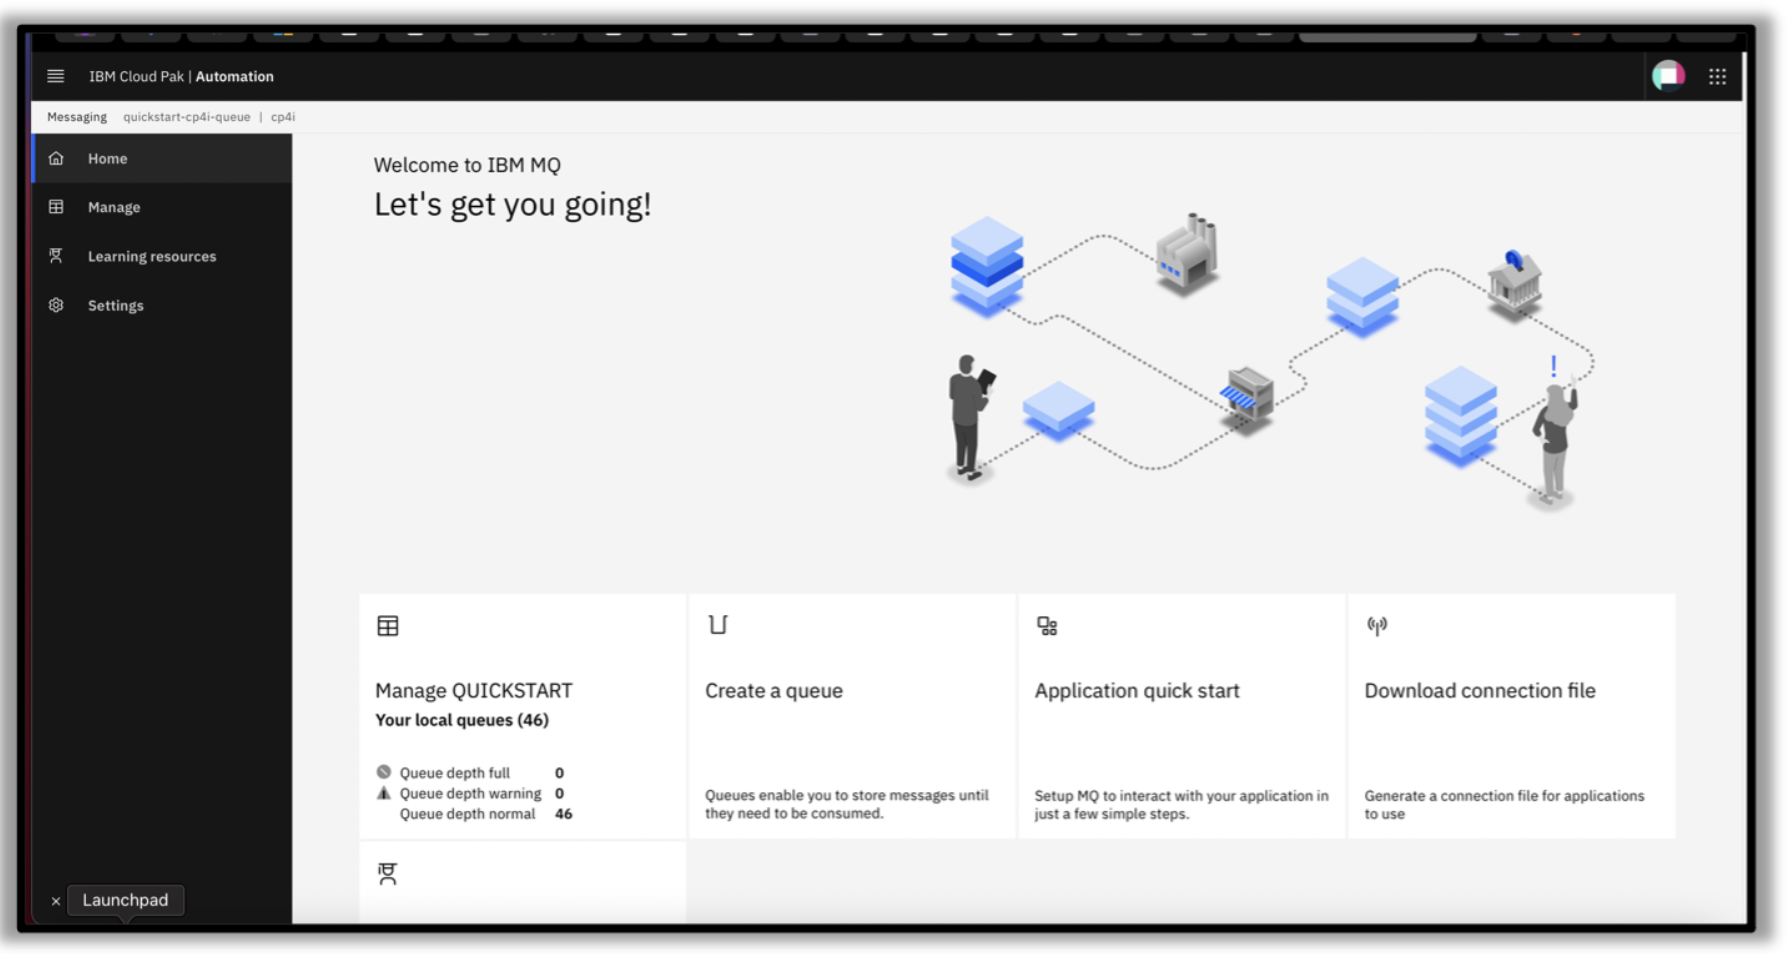 IBM Cloud Pak | Automation
Messaging quickstart-cp4i-queue | cp4i
Home
Manage
Learning resources
Settings
Welcome to IBM MQ
Let's get you going!
!
Manage QUICKSTART
Your local queues (46)
Queue depth full 0
Queue depth warning 0
Queue depth normal 46
Create a queue
Queues enable you to store messages until
they need to be consumed.
Application quick start
Setup MQ to interact with your application in
just a few simple steps.
Download connection file
Generate a connection file for applications
to use
× Launchpad